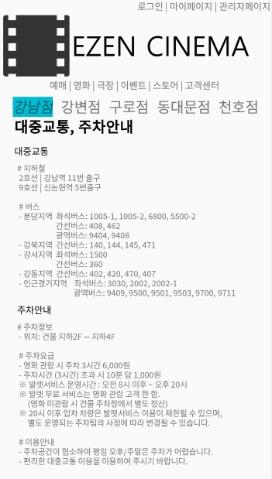 로그인 | 마이페이지 | 관리자페이지
EZEN CINEMA
예매 | 영화 | 극장 | 이벤트 | 스토어 | 고객센터
강남점 강변점 구로점 동대문점 천호점
대중교통, 주차안내
대중교통
# 지하철
2호선 | 강남역 11번 출구
9호선 | 신논현역 5번출구
# 버스
- 분당지역 좌석버스: 1005-1, 1005-2, 6800, 5500-2
간선버스: 408, 462
광역버스: 9404, 9408
- 강북지역 간선버스: 140, 144, 145, 471
- 강서지역 좌석버스: 1500
간선버스: 360
- 강동지역 간선버스: 402, 420, 470, 407
- 인근경기지역 좌석버스: 3030, 2002, 2002-1
광역버스: 9409, 9500, 9501, 9503, 9700, 9711
주차안내
# 주차정보
- 위치: 건물 지하2F ~ 지하4F
# 주차요금
- 영화 관람 시 주차 3시간 6,000원
- 주차시간 (3시간) 초과 시 10분 당 1,000원
※ 발렛서비스 운영시간 : 오전 8시 이후 ~ 오후 20시
※ 발렛 무료 서비스는 영화 관람 고객 한 함.
(영화 미관람 시 건물 주차장에서 별도 정산)
※ 20시 이후 입차 차량은 발렛서비스 이용이 제한될 수 있으며,
별도 운영되는 주차팀의 사정에 따라 변경될 수 있습니다.
# 이용안내
- 주차공간이 협소하여 평일 오후/주말은 주차가 어렵습니다.
- 편리한 대중교통 이용을 이용하여 주시기 바랍니다.